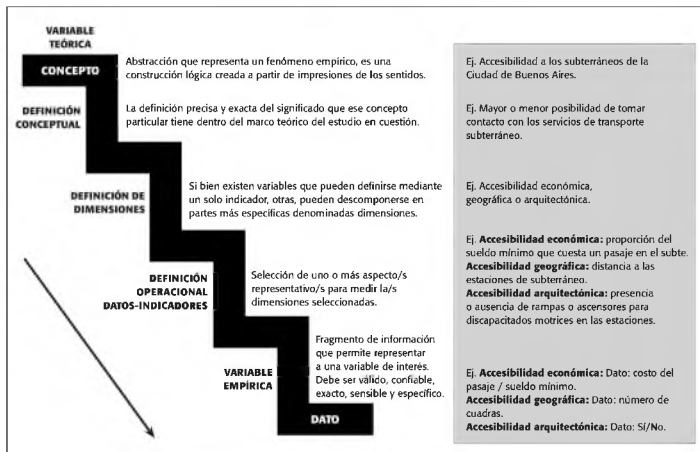 VARIABLE
TEÓRICA
CONCEPTO
Abstracción que representa un fenómeno empírico, es una
construcción lógica creada a partir de impresiones de los sentidos.
Ej. Accesibilidad a los subterráneos de la
Ciudad de Buenos Aires.
DEFINICIÓN
CONCEPTUAL
La definición precisa y exacta del significado que ese concepto
particular tiene dentro del marco teórico del estudio en cuestión.
Ej. Mayor o menor posibilidad de tomar
contacto con los servicios de transporte
subterráneo.
DEFINICIÓN DE
DIMENSIONES
Si bien existen variables que pueden definirse mediante
un solo indicador, otras, pueden descomponerse en
partes más específicas denominadas dimensiones.
Ej. Accesibilidad económica,
geográfica o arquitectónica.
DEFINICIÓN
OPERACIONAL
DATOS-INDICADORES
Selección de uno o más aspecto/s
representativo/s para medir la/s
dimensiones seleccionadas.
Ej. Accesibilidad económica: proporción del
sueldo mínimo que cuesta un pasaje en el subte.
Accesibilidad geográfica: distancia a las
estaciones de subterráneo.
Accesibilidad arquitectónica: presencia
o ausencia de rampas o ascensores para
discapacitados motrices en las estaciones.
VARIABLE
EMPÍRICA
Fragmento de información
que permite representar
a una variable de interés.
Debe ser válido, confiable,
exacto, sensible y específico.
DATO
Ej. Accesibilidad económica: Dato: costo del
pasaje / sueldo mínimo.
Accesibilidad geográfica: Dato: número de
cuadras.
Accesibilidad arquitectónica: Dato: Sí/No.